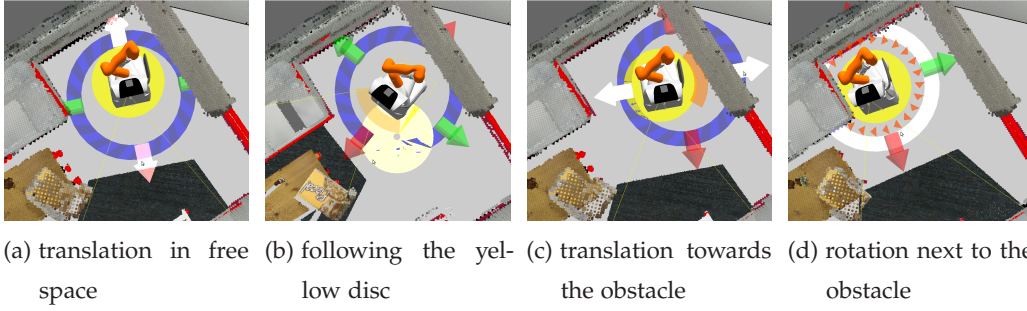 (a) translation in free space
(b) following the yel-low disc
(c) translation towards the obstacle
(d) rotation next to the obstacle